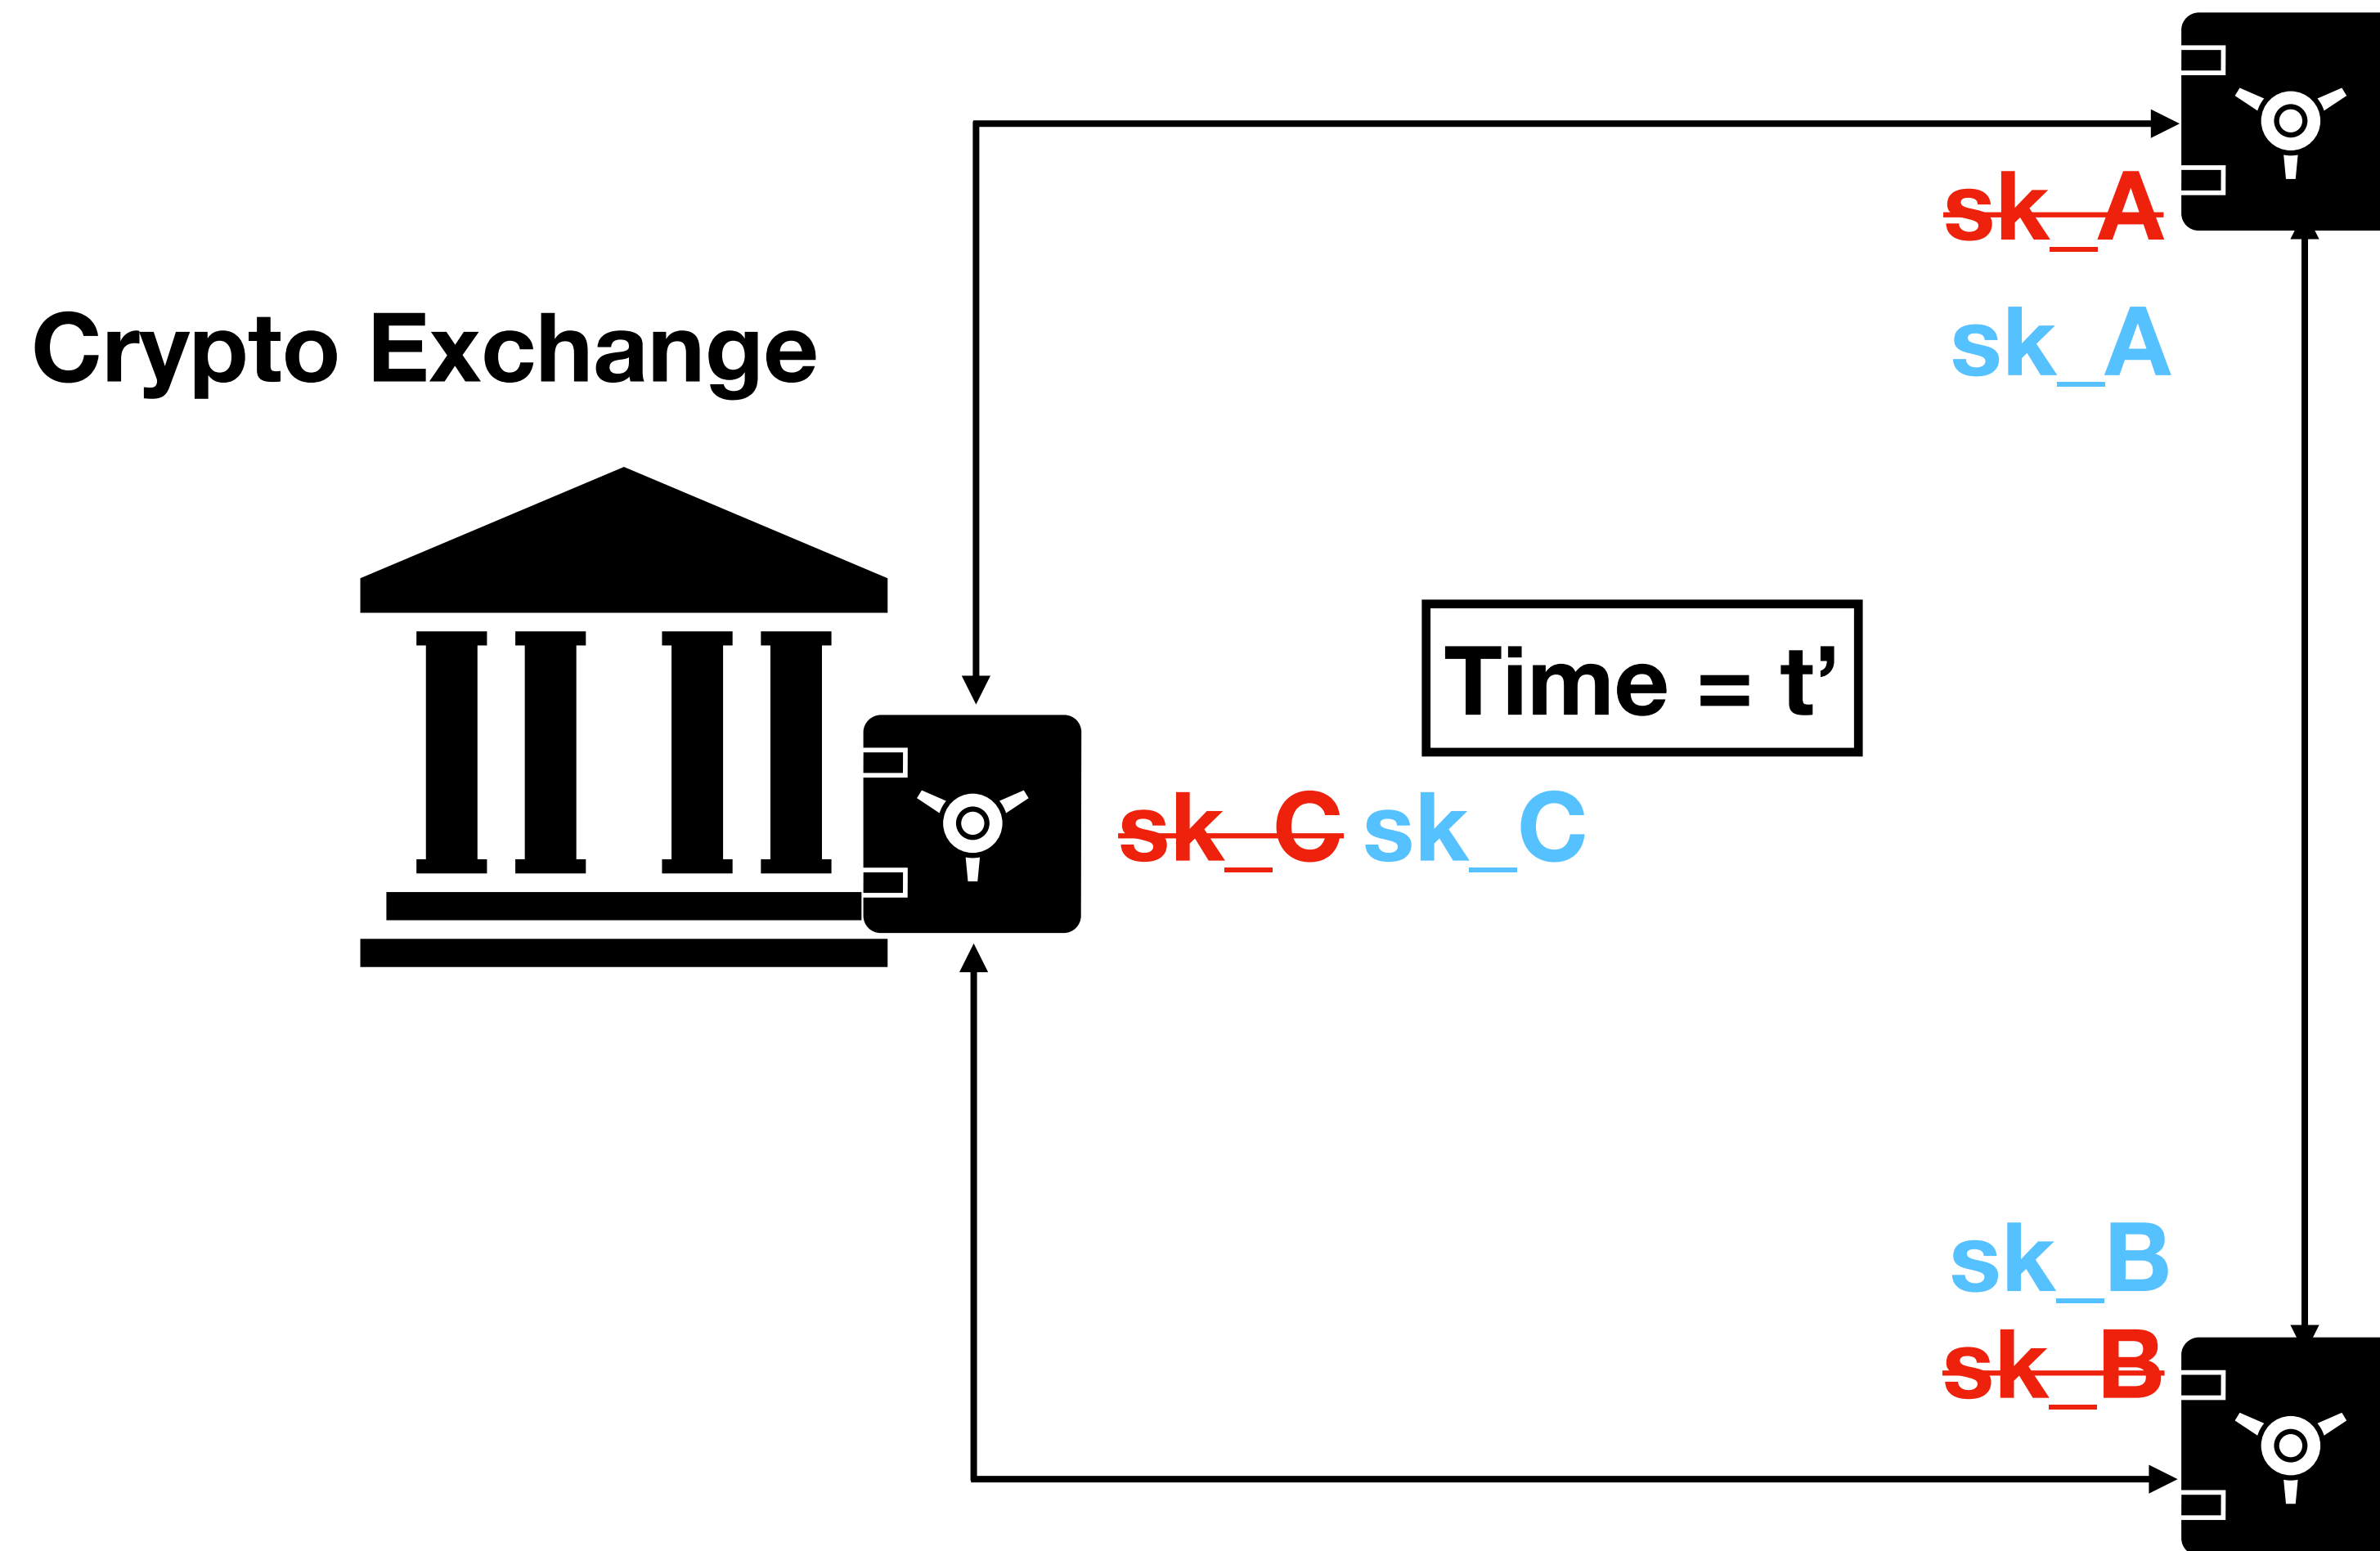 sk_A
sk_A
Crypto Exchange
Time = t’
sk_C sk_C
sk_B
sk_B